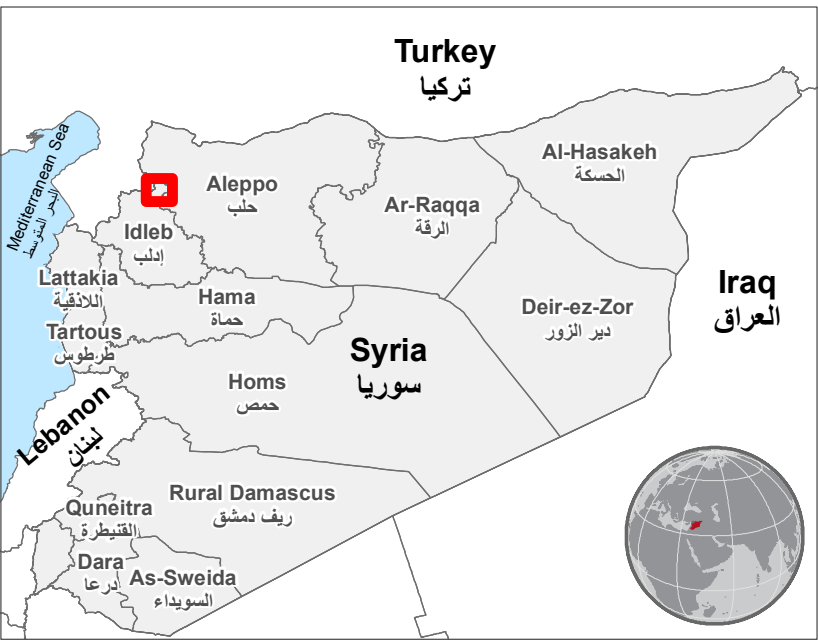 Turkey
تركيا
Mediterranean Sea
البحر المتوسط
Aleppo
حلب
Al-Hasakeh
الحسكة
Ar-Raqqa
الرقة
Idleb
إدلب
Lattakia
اللاذقية
Hama
حماة
Deir-ez-Zor
دير الزور
Iraq
العراق
Tartous
طرطوس
Syria
سوريا
Homs
حمص
Lebanon
لبنان
Rural Damascus
ريف دمشق
Quneitra
القنيطرة
Dara
درعا
As-Sweida
السويداء